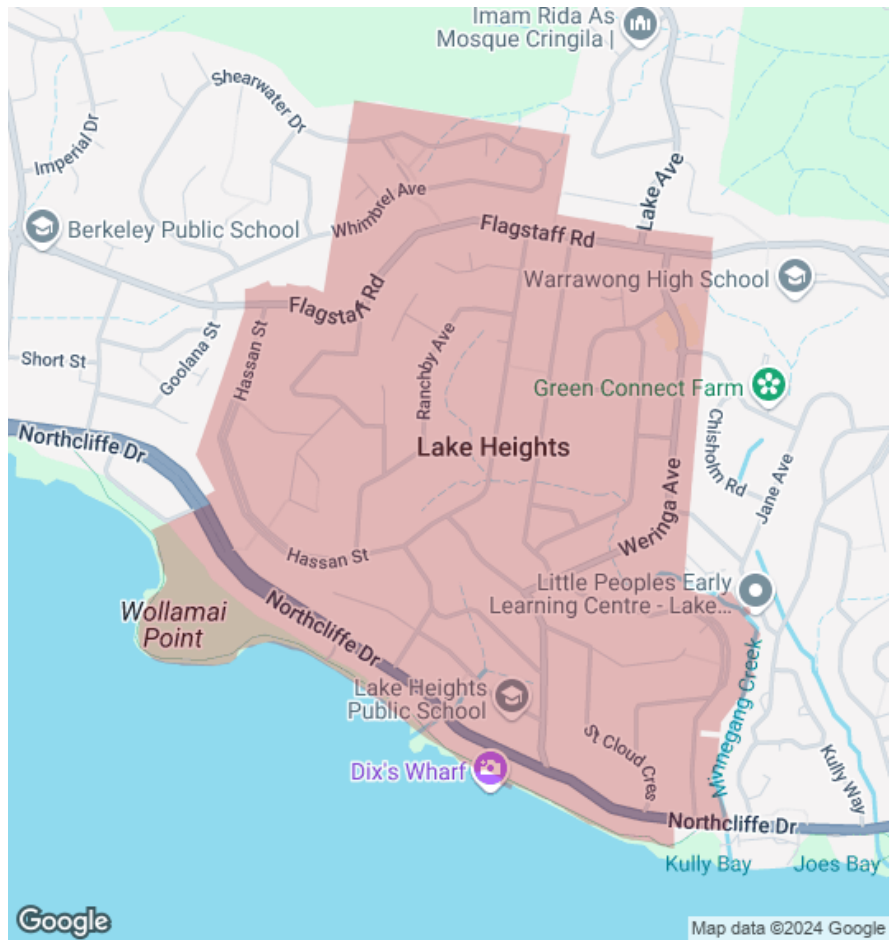 Imam Rida As
Mosque Cringila |
Shearwater Dr
Imperial Dr
Lake Ave
Whimbrel Ave
Berkeley Public School
Flagstaff Rd
Warrawong High School
Flagstaff Rd
Goolana St
Short St
Hassan St
Ranchby Ave
Green Connect Farm
Chisholm Rd
Northcliffe Dr
Lake Heights
Jane Ave
Weringa Ave
Hassan St
Little Peoples Early
Learning Centre - Lake...
Wollamai
Point
Northcliffe Dr
Minnegang Creek
Lake Heights
Public School
St Cloud Cres
Dix's Wharf
Kully Way
Northcliffe Dr
Kully Bay
Joes Bay
Google
Map data ©2024 Google